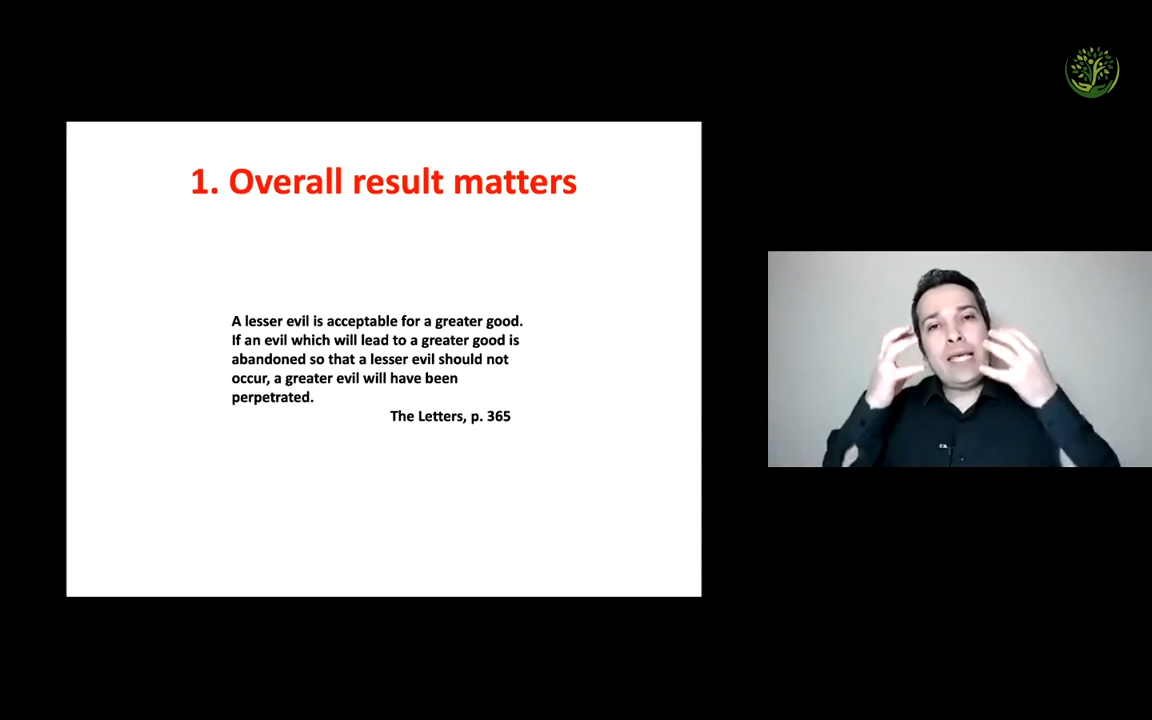 1. Overall result matters
A lesser evil is acceptable for a greater good.
If an evil which will lead to a greater good is
abandoned so that a lesser evil should not
occur, a greater evil will have been
perpetrated.
The Letters, p. 365